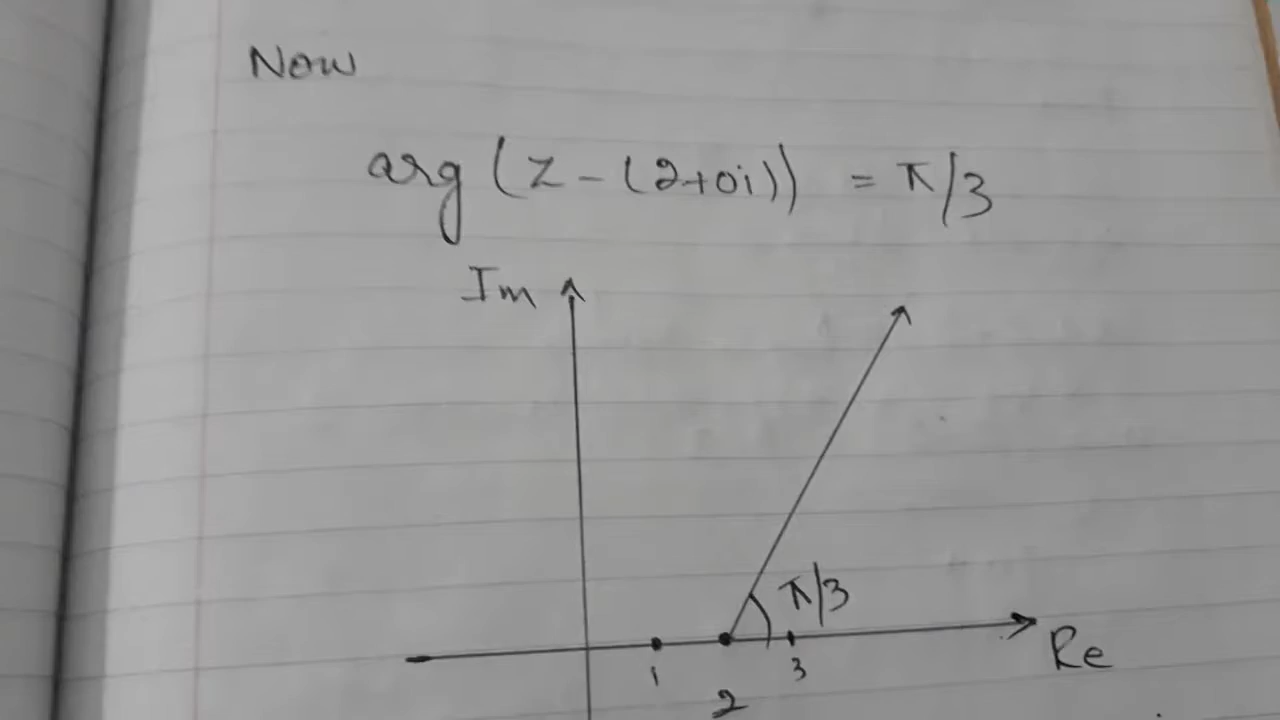 Now
arg (z - (2+0i)) = π/3
Im
π/3
Re
1
2
3